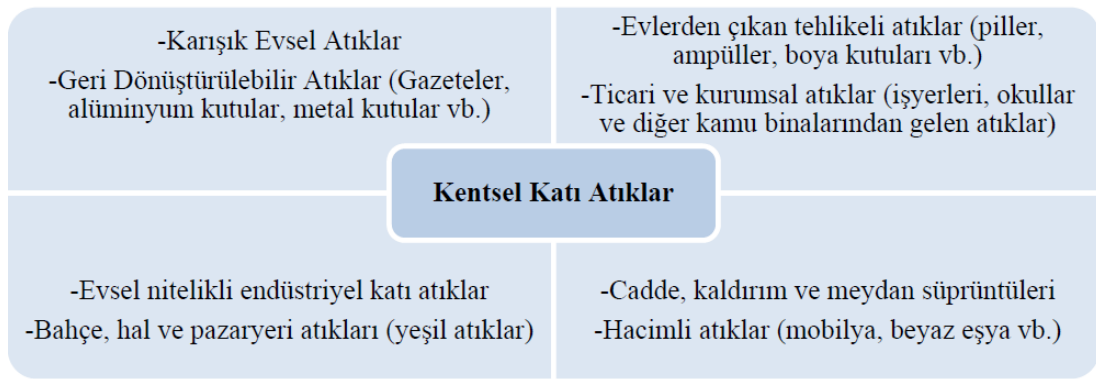 -Karışık Evsel Atıklar
-Geri Dönüştürülebilir Atıklar (Gazeteler,
alüminyum kutular, metal kutular vb.)
-Evlerden çıkan tehlikeli atıklar (piller,
ampüller, boya kutuları vb.)
-Ticari ve kurumsal atıklar (işyerleri, okullar
ve diğer kamu binalarından gelen atıklar)
Kentsel Katı Atıklar
-Evsel nitelikli endüstriyel katı atıklar
-Bahçe, hal ve pazaryeri atıkları (yeşil atıklar)
-Cadde, kaldırım ve meydan süprüntüleri
-Hacimli atıklar (mobilya, beyaz eşya vb.)